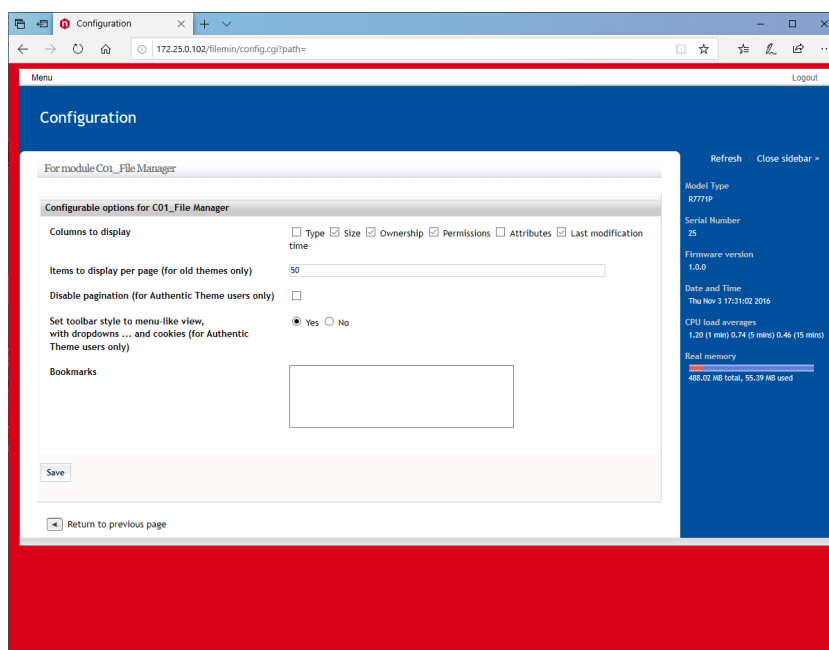 Configuration
172.25.0.102/filemin/config.cgi?path=
Menu
Logout
Configuration
For module C01_File Manager
Configurable options for C01_File Manager
Columns to display
Type Size Ownership Permissions Attributes Last modification
time
Items to display per page (for old themes only)
50
Disable pagination (for Authentic Theme users only)
Set toolbar style to menu-like view,
with dropdowns ... and cookies (for Authentic
Theme users only)
Yes No
Bookmarks
Save
Return to previous page
Refresh Close sidebar »
Model Type
R7771P
Serial Number
25
Firmware version
1.0.0
Date and Time
Thu Nov 3 17:31:02 2016
CPU load averages
1.20 (1 min) 0.74 (5 mins) 0.46 (15 mins)
Real memory
488.02 MB total, 55.39 MB used